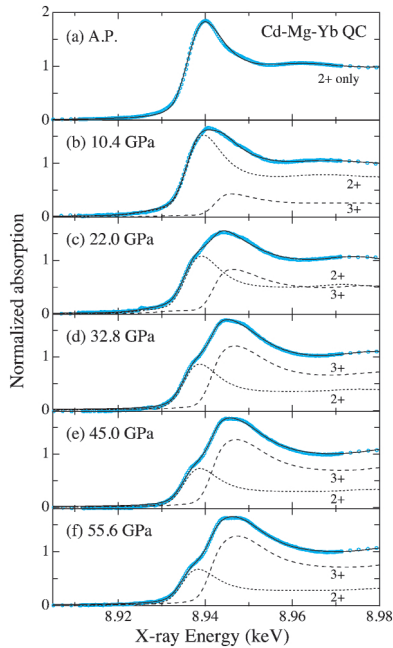 (a) A.P.
Cd-Mg-Yb QC
2+ only
2
1
0
(b) 10.4 GPa
2+
3+
1
0
(c) 22.0 GPa
2+
3+
1
0
(d) 32.8 GPa
3+
2+
1
0
(e) 45.0 GPa
3+
2+
1
0
(f) 55.6 GPa
3+
2+
1
0
8.92 8.94 8.96 8.98
X-ray Energy (keV)
Normalized absorption